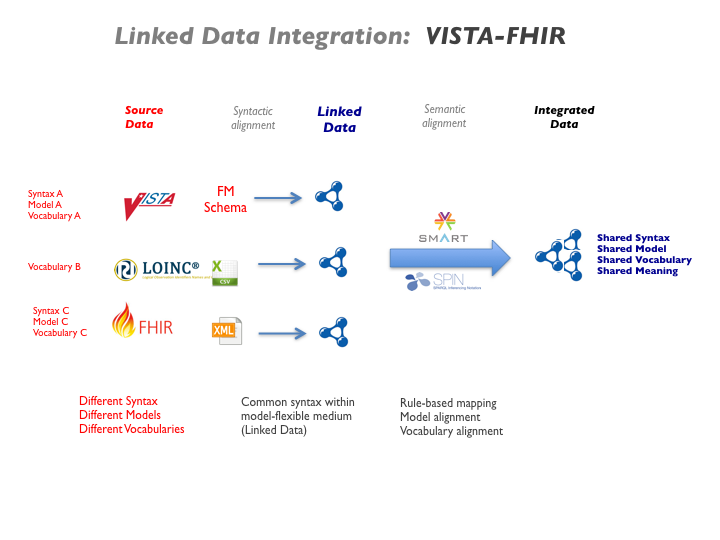 Linked Data Integration: VISTA-FHIR
Source
Data
Syntactic
alignment
Linked
Data
Semantic
alignment
Integrated
Data
Syntax A
Model A
Vocabulary A
VISTA
FM
Schema
SMART
Shared Syntax
Shared Model
Shared Vocabulary
Shared Meaning
Vocabulary B
LOINC®
X
CSV
SPIN
SPARQL Inferencing Notation
Syntax C
Model C
Vocabulary C
FHIR
XML
Different Syntax
Different Models
Different Vocabularies
Common syntax within
model-flexible medium
(Linked Data)
Rule-based mapping
Model alignment
Vocabulary alignment